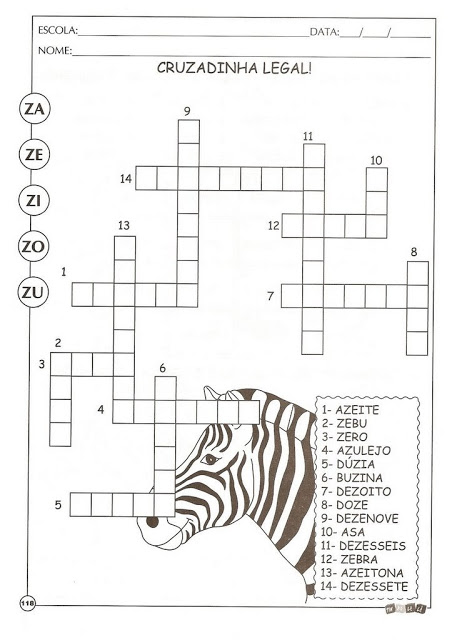 ESCOLA: DATA: / /
NOME:
CRUZADINHA LEGAL!
ZA
ZE
ZI
ZO
ZU
9
11
10
14
13
12
8
1
7
2
3
6
4
5
1- AZEITE
2- ZEBU
3- ZERO
4- AZULEJO
5- DÚZIA
6- BUZINA
7- DEZOITO
8- DOZE
9- DEZENOVE
10- ASA
11- DEZESSEIS
12- ZEBRA
13- AZEITONA
14- DEZESSETE
118